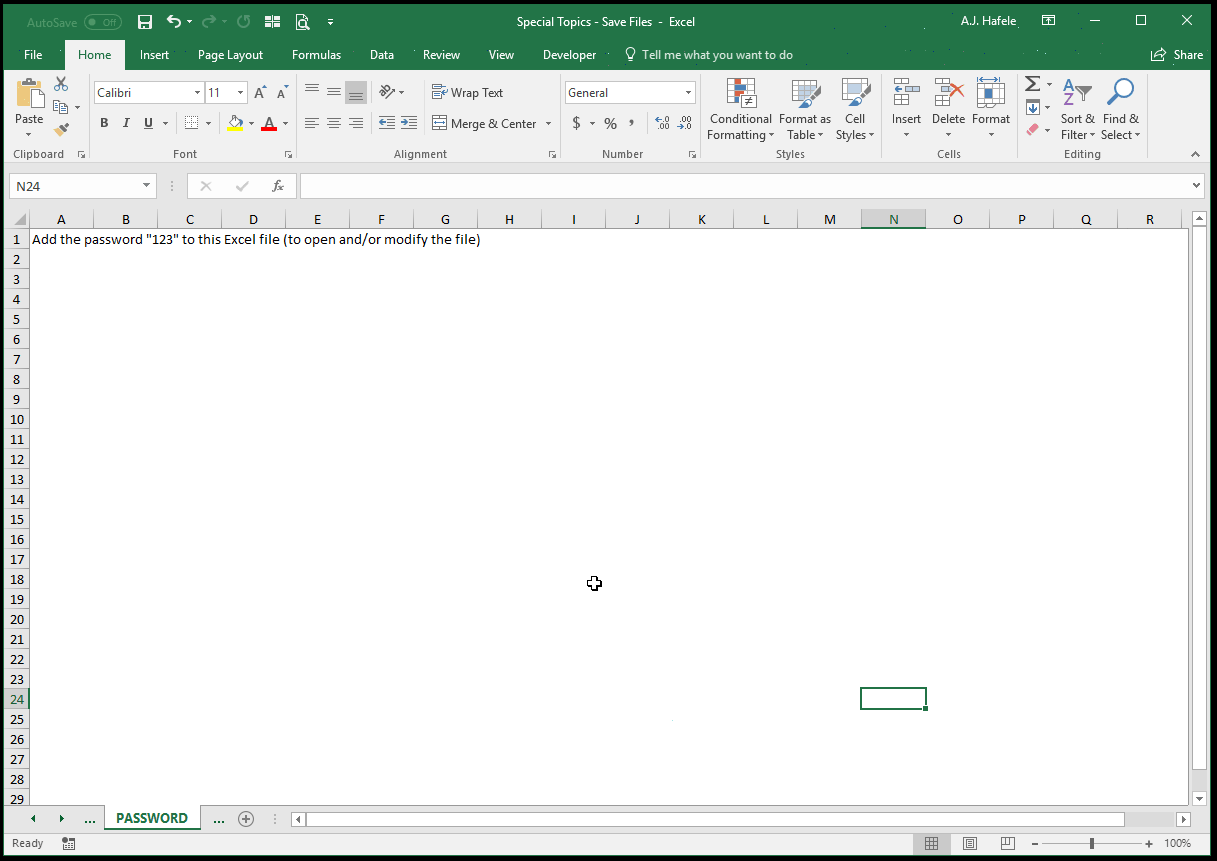 AutoSave Off Special Topics - Save Files - Excel A.J. Hafele
File Home Insert Page Layout Formulas Data Review View Developer Tell me what you want to do Share
Calibri 11 A A Wrap Text General Conditional Formatting Format as Table Cell Styles Insert Delete Format Sort & Filter Find & Select
Paste B I U A Merge & Center $ % , .0 .00 .00 .0
Clipboard Font Alignment Number Styles Cells Editing
N24 fx
A B C D E F G H I J K L M N O P Q R
1 Add the password "123" to this Excel file (to open and/or modify the file)
2
3
4
5
6
7
8
9
10
11
12
13
14
15
16
17
18
19
20
21
22
23
24
25
26
27
28
29
... PASSWORD ...
Ready 100%